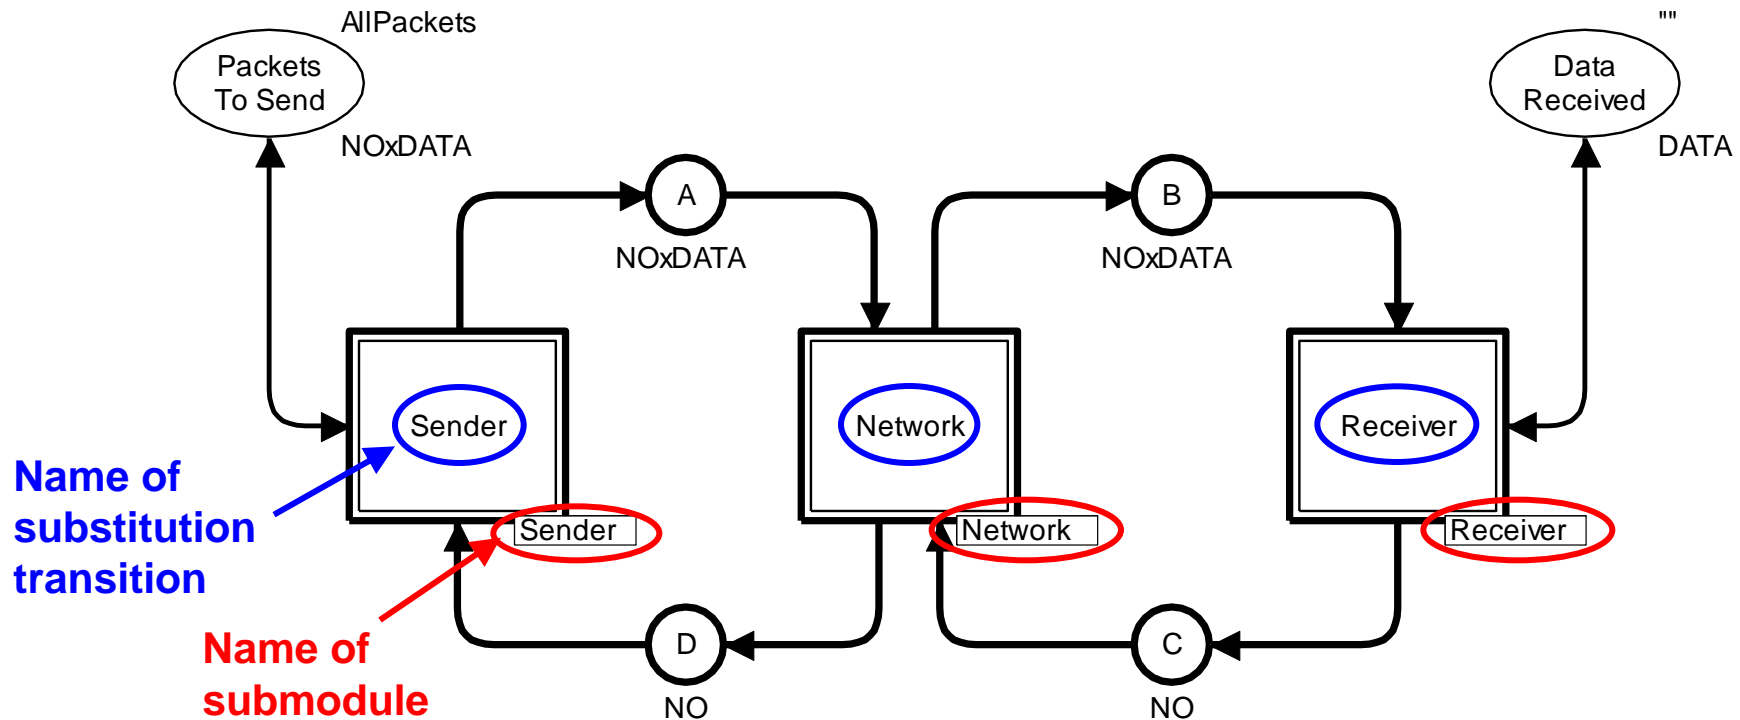 AllPackets
Packets
To Send
NOxDATA
""
Data
Received
DATA
A
NOxDATA
B
NOxDATA
Sender
Network
Receiver
Name of
substitution
transition
Sender
Network
Receiver
Name of
submodule
D
NO
C
NO